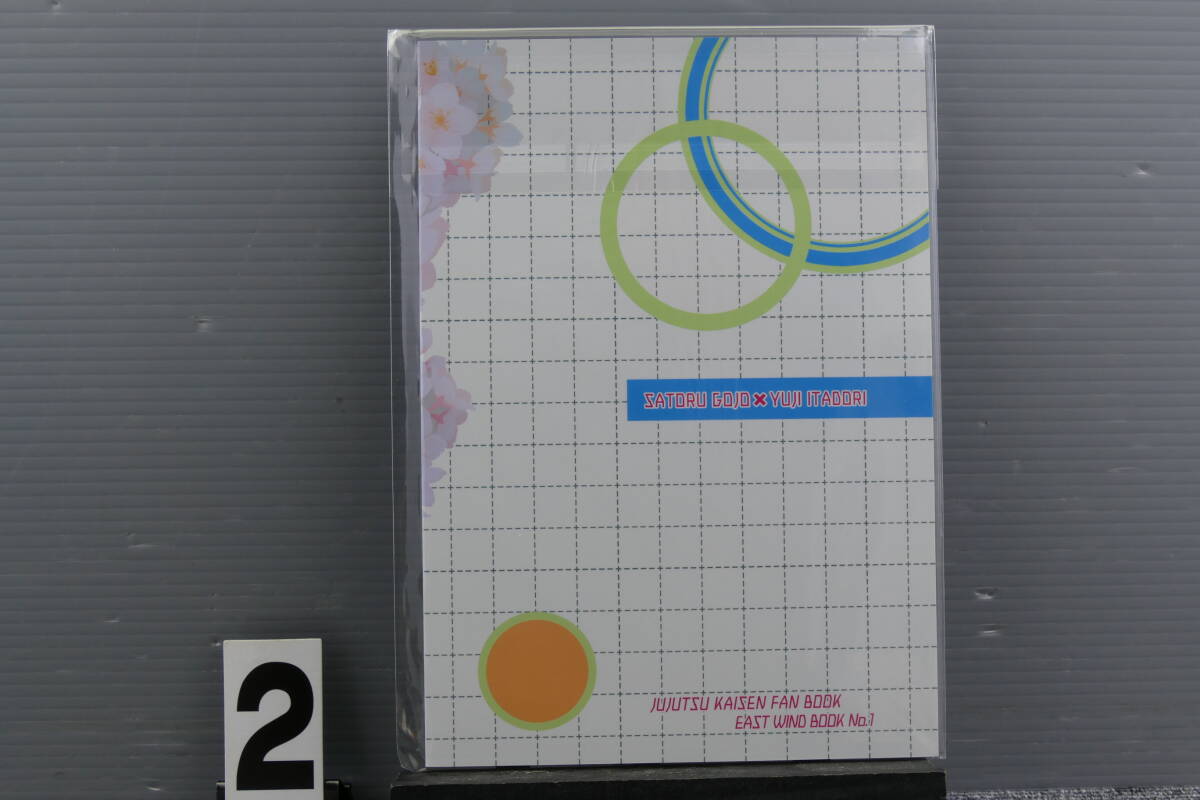 SATORU GOJO × YUJI ITADORI
JUJUTSU KAISEN FAN BOOK
EAST WIND BOOK No.1
2